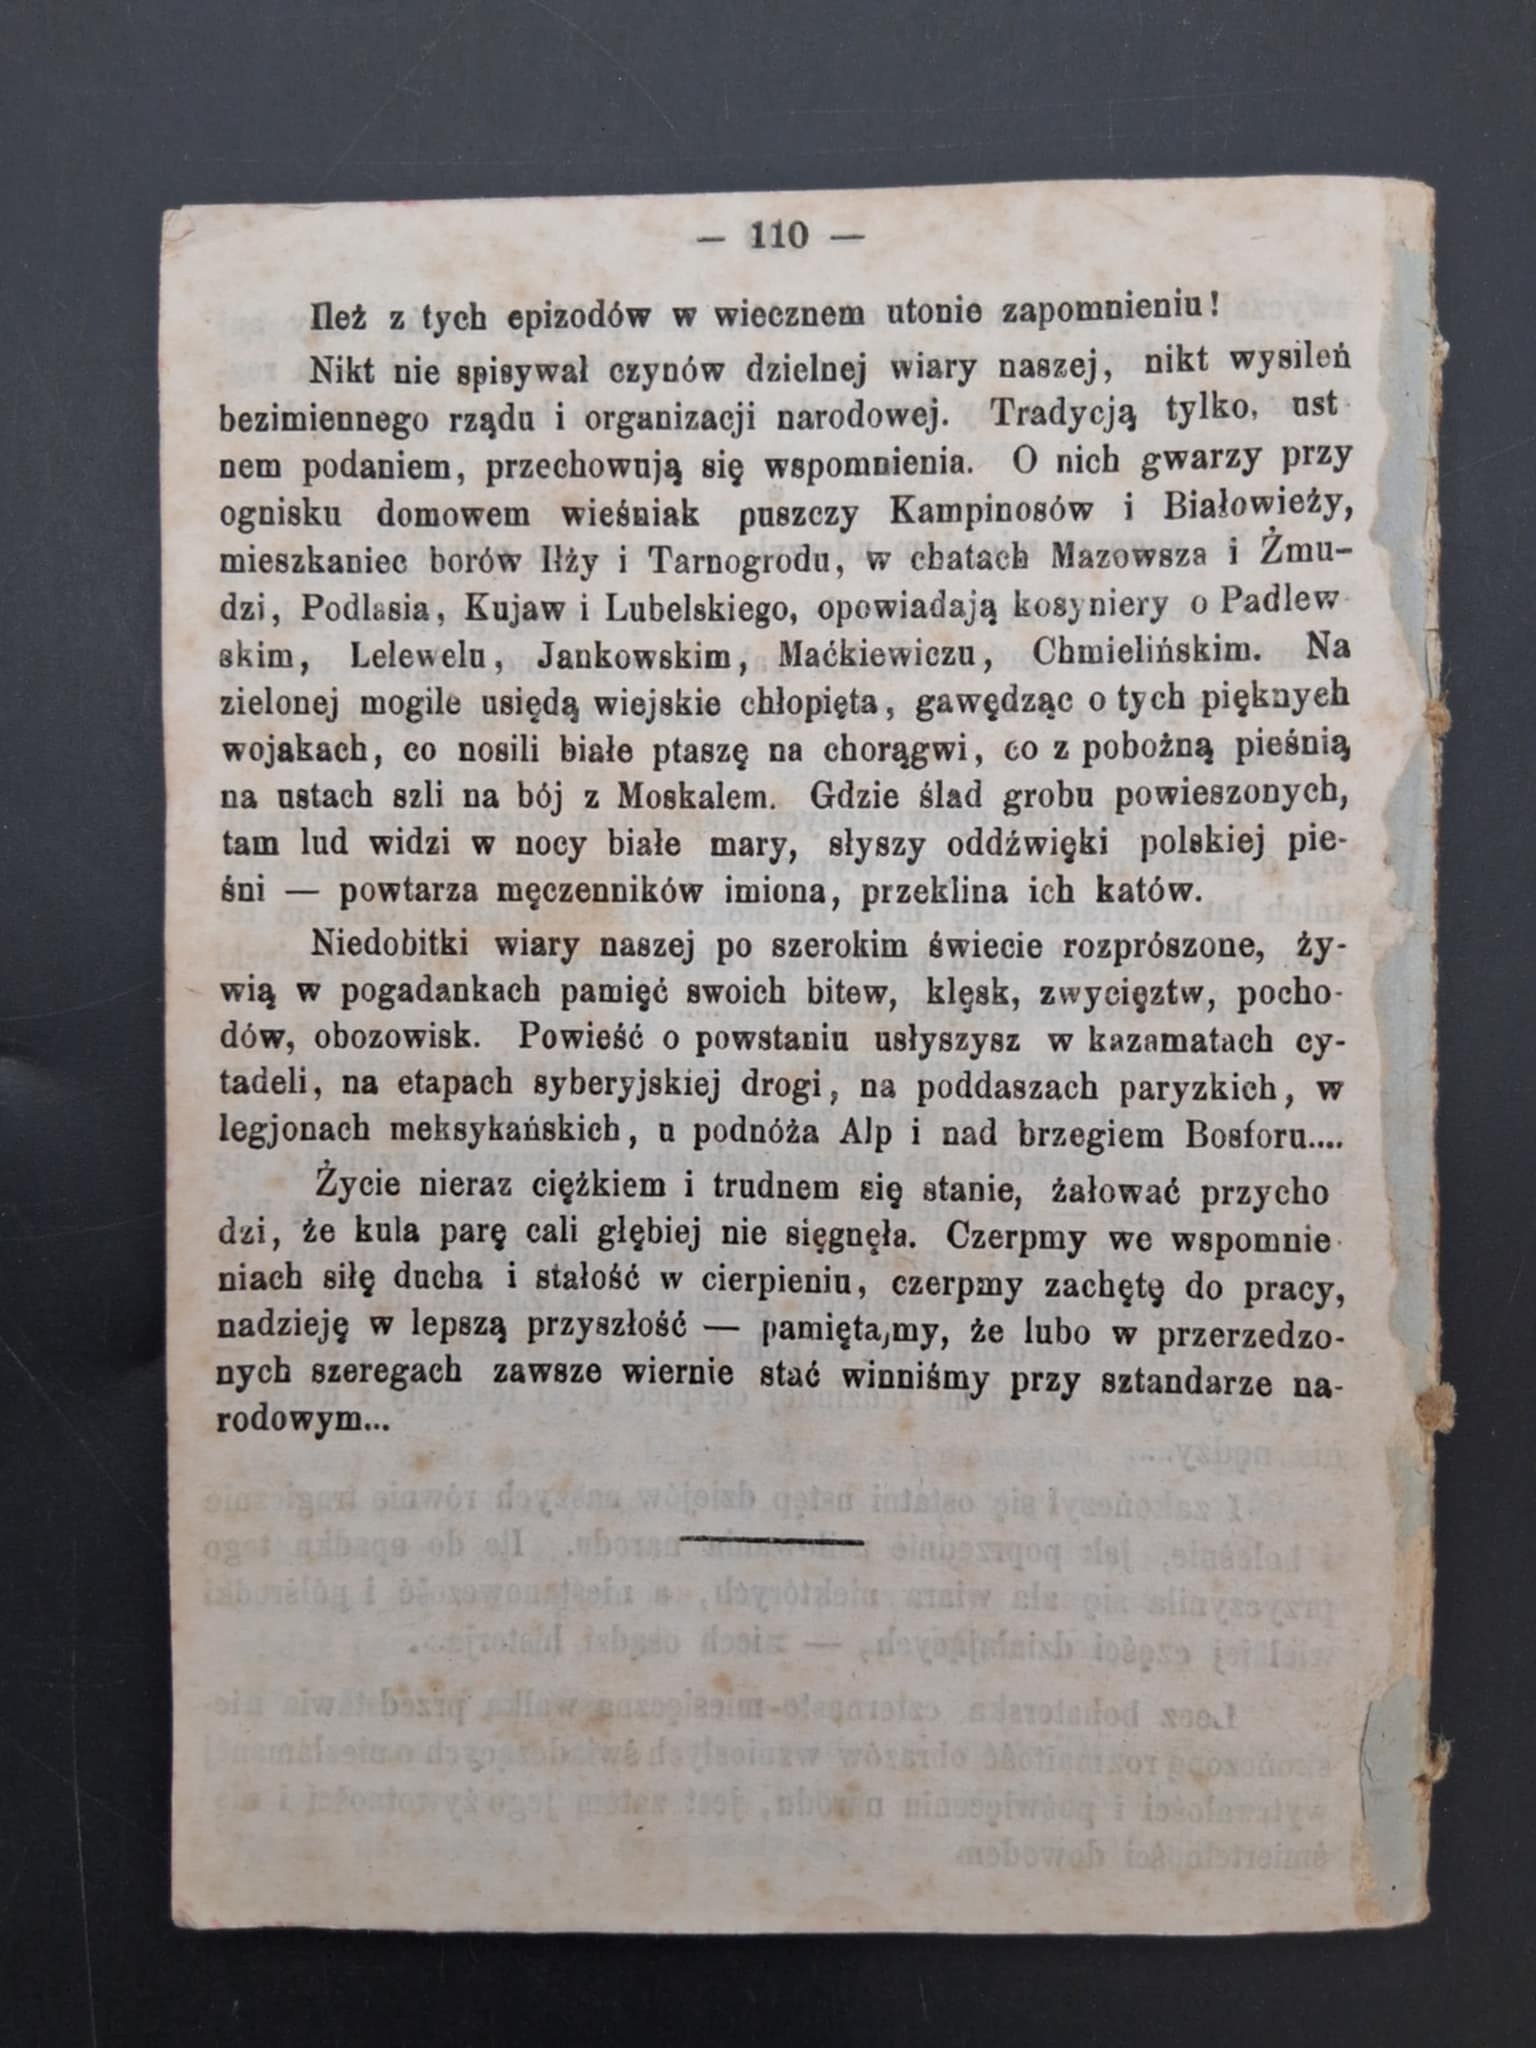 — 110 —
Ileż z tych epizodów w wiecznem utonie zapomnieniu!
Nikt nie spisywał czynów dzielnej wiary naszej, nikt wysileń
bezimiennego rządu i organizacji narodowej. Tradycją tylko, ust
nem podaniem, przechowują się wspomnienia. O nich gwarzy przy
ognisku domowem wieśniak puszczy Kampinosów i Białowieży,
mieszkaniec borów Iłży i Tarnogrodu, w chatach Mazowsza i Żmu-
dzi, Podlasia, Kujaw i Lubelskiego, opowiadają kosyniery o Padlew
skim, Lelewelu, Jankowskim, Maćkiewiczu, Chmielińskim. Na
zielonej mogile usiędą wiejskie chłopięta, gawędząc o tych pięknych
wojakach, co nosili białe ptaszę na chorągwi, co z pobożną pieśnią
na ustach szli na bój z Moskalem. Gdzie ślad grobu powieszonych,
tam lud widzi w nocy białe mary, słyszy oddźwięki polskiej pie-
śni — powtarza męczenników imiona, przeklina ich katów.
Niedobitki wiary naszej po szerokim świecie rozprószone, ży-
wią w pogadankach pamięć swoich bitew, klęsk, zwycięztw, pocho-
dów, obozowisk. Powieść o powstaniu usłyszysz w kazamatach cy-
tadeli, na etapach syberyjskiej drogi, na poddaszach paryzkich, w
legjonach meksykańskich, u podnóża Alp i nad brzegiem Bosforu....
Życie nieraz ciężkiem i trudnem się stanie, żałować przycho
dzi, że kula parę cali głębiej nie sięgnęła. Czerpmy we wspomnie-
niach siłę ducha i stałość w cierpieniu, czerpmy zachętę do pracy,
nadzieję w lepszą przyszłość — pamiętajmy, że lubo w przerzedzo-
nych szeregach zawsze wiernie stać winniśmy przy sztandarze na-
rodowym...